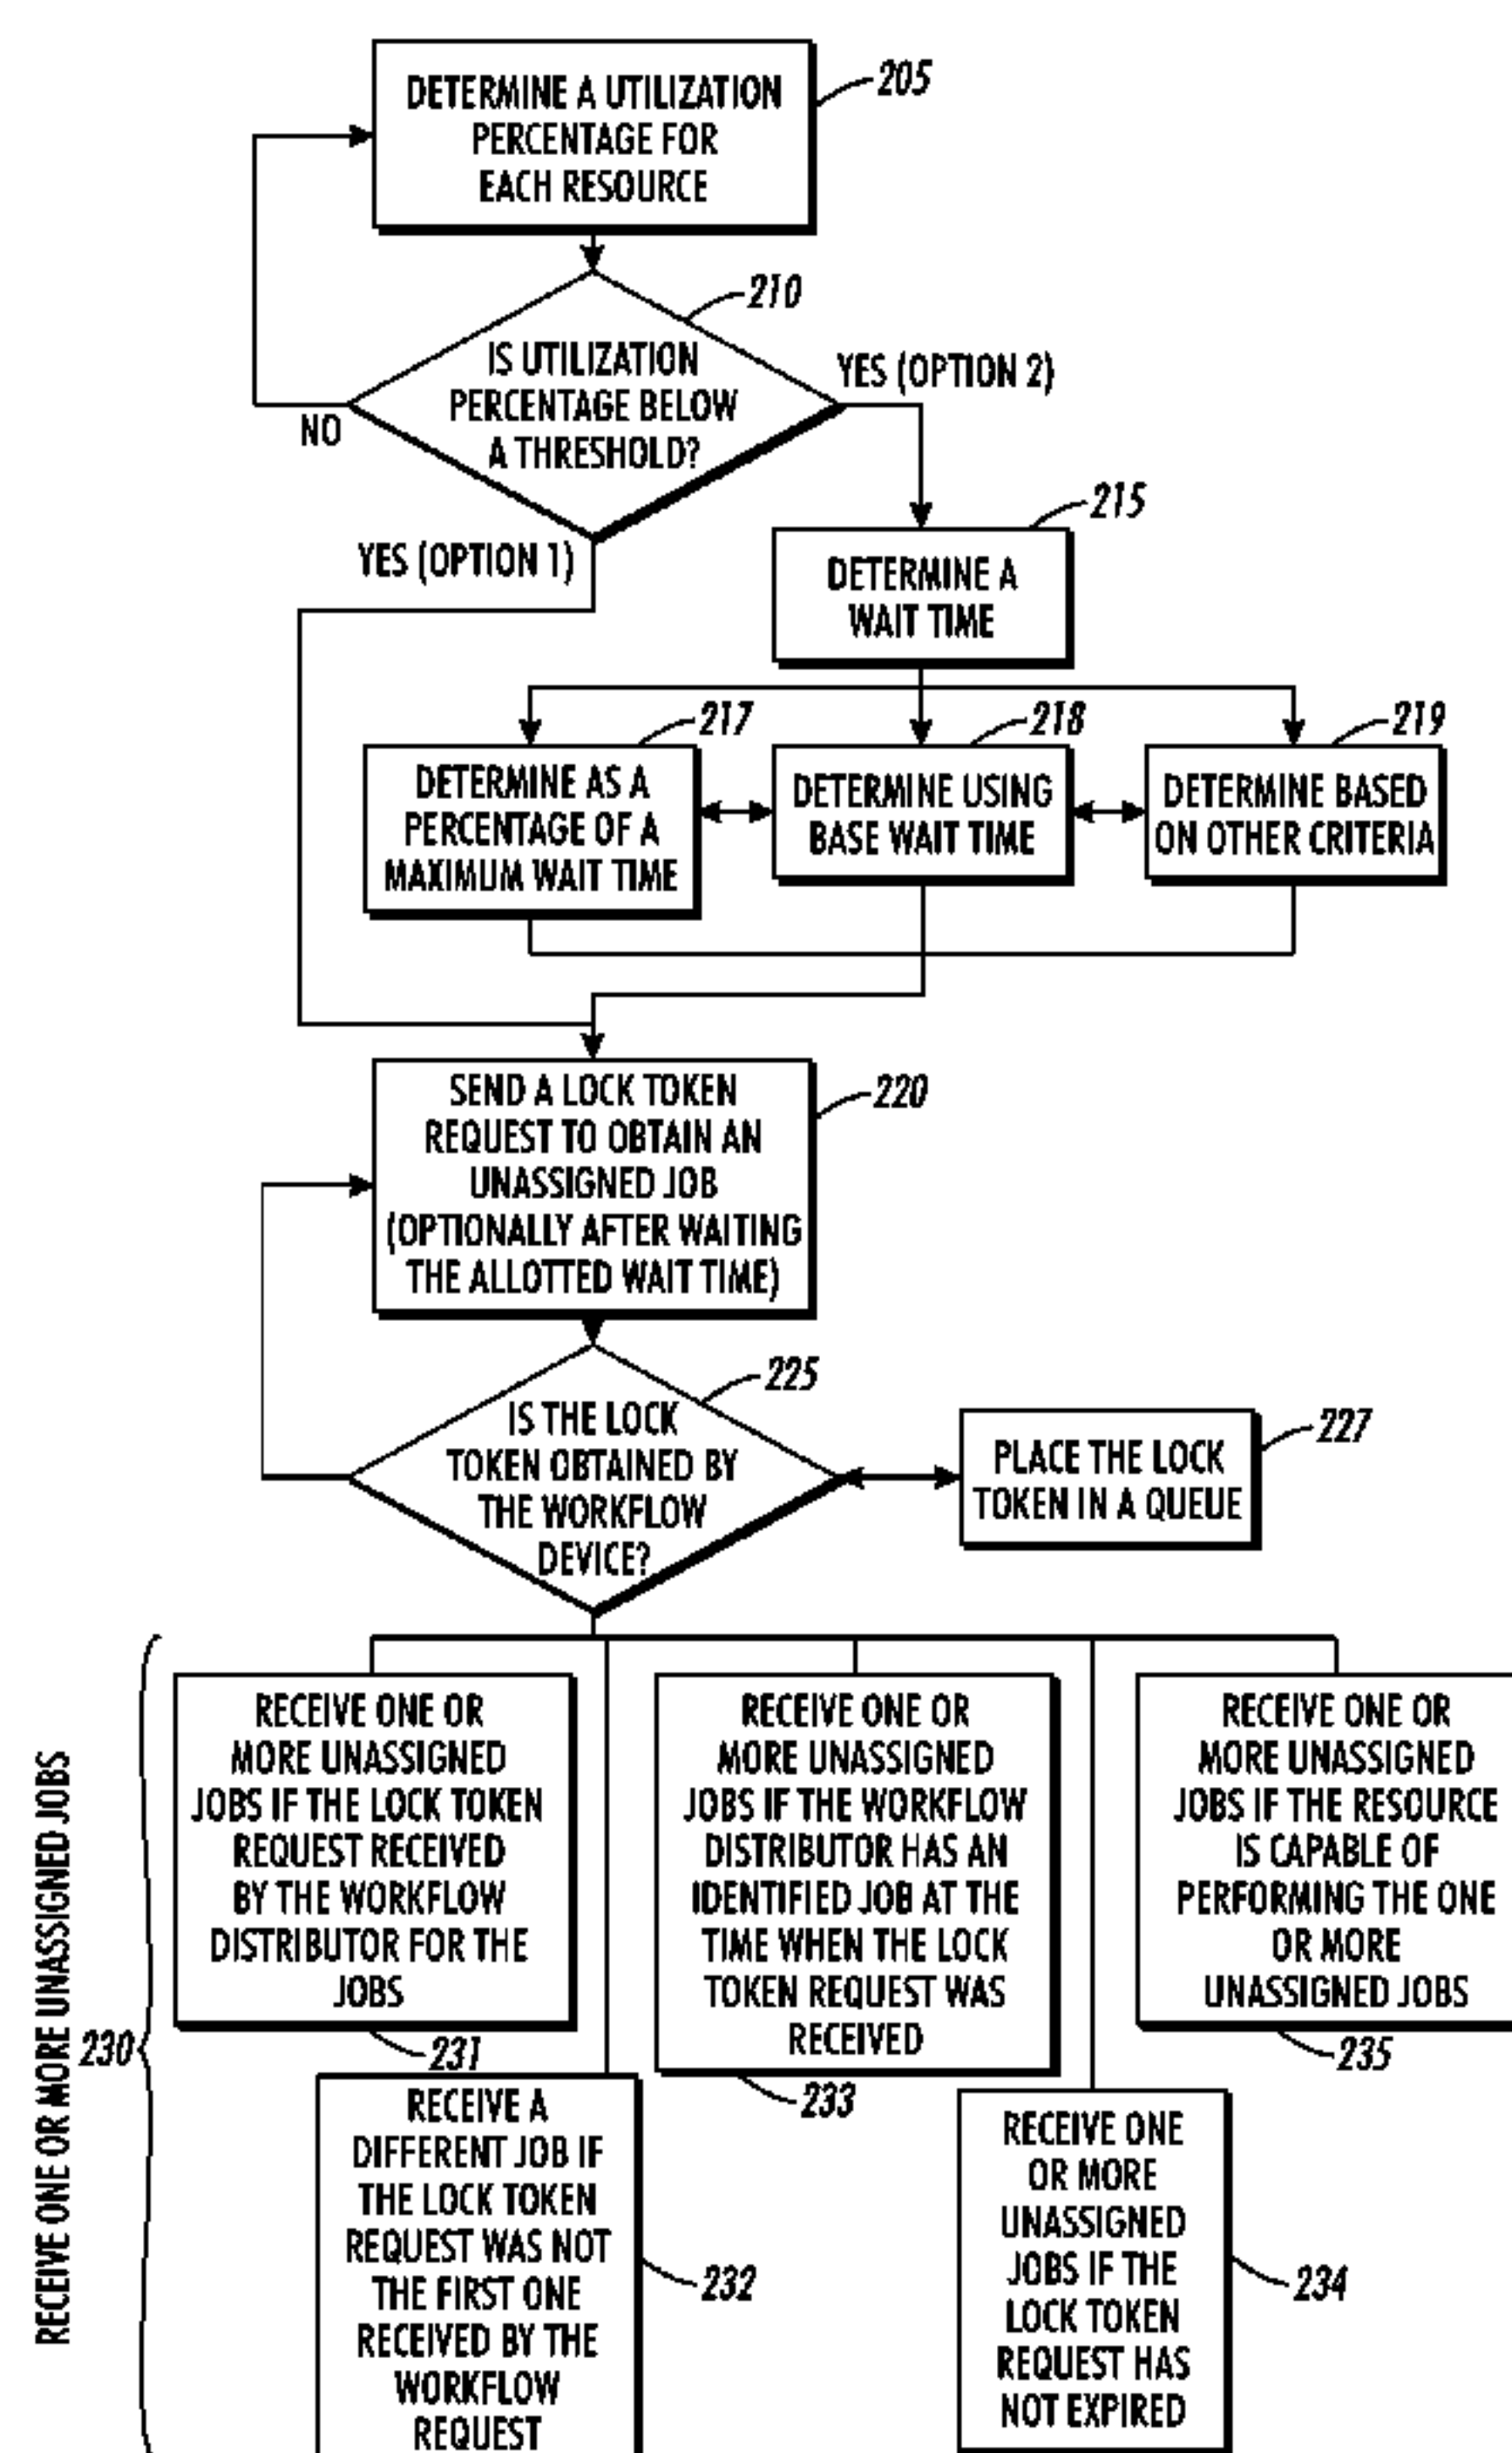 DETERMINE A UTILIZATION
PERCENTAGE FOR
EACH RESOURCE
205
210
IS UTILIZATION
PERCENTAGE BELOW
A THRESHOLD?
NO
YES (OPTION 2)
YES (OPTION 1)
215
DETERMINE A
WAIT TIME
217
DETERMINE AS A
PERCENTAGE OF A
MAXIMUM WAIT TIME
218
DETERMINE USING
BASE WAIT TIME
219
DETERMINE BASED
ON OTHER CRITERIA
SEND A LOCK TOKEN
REQUEST TO OBTAIN AN
UNASSIGNED JOB
(OPTIONALLY AFTER WAITING
THE ALLOTTED WAIT TIME)
220
225
IS THE LOCK
TOKEN OBTAINED BY
THE WORKFLOW
DEVICE?
227
PLACE THE LOCK
TOKEN IN A QUEUE
RECEIVE ONE OR MORE UNASSIGNED JOBS
230
RECEIVE ONE OR
MORE UNASSIGNED
JOBS IF THE LOCK TOKEN
REQUEST RECEIVED
BY THE WORKFLOW
DISTRIBUTOR FOR THE
JOBS
231
RECEIVE A
DIFFERENT JOB IF
THE LOCK TOKEN
REQUEST WAS NOT
THE FIRST ONE
RECEIVED BY THE
WORKFLOW
REQUEST
232
RECEIVE ONE OR
MORE UNASSIGNED
JOBS IF THE WORKFLOW
DISTRIBUTOR HAS AN
IDENTIFIED JOB AT THE
TIME WHEN THE LOCK
TOKEN REQUEST WAS
RECEIVED
233
RECEIVE ONE
OR MORE
UNASSIGNED
JOBS IF THE
LOCK TOKEN
REQUEST HAS
NOT EXPIRED
234
RECEIVE ONE OR
MORE UNASSIGNED
JOBS IF THE RESOURCE
IS CAPABLE OF
PERFORMING THE ONE
OR MORE
UNASSIGNED JOBS
235